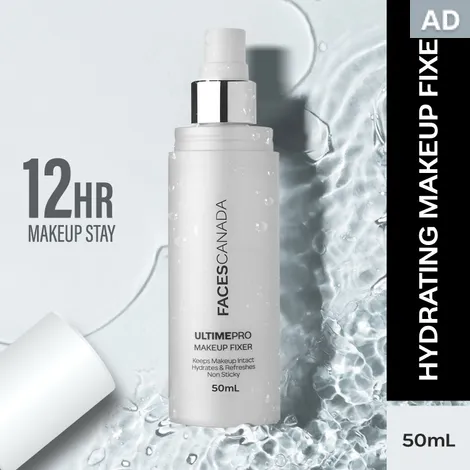 AD
12HR
MAKEUP STAY
FACESCANADA
ULTIMEPRO
MAKEUP FIXER
Keeps Makeup Intact
Hydrates & Refreshes
Non Sticky
50mL
HYDRATING MAKEUP FIXE
50mL